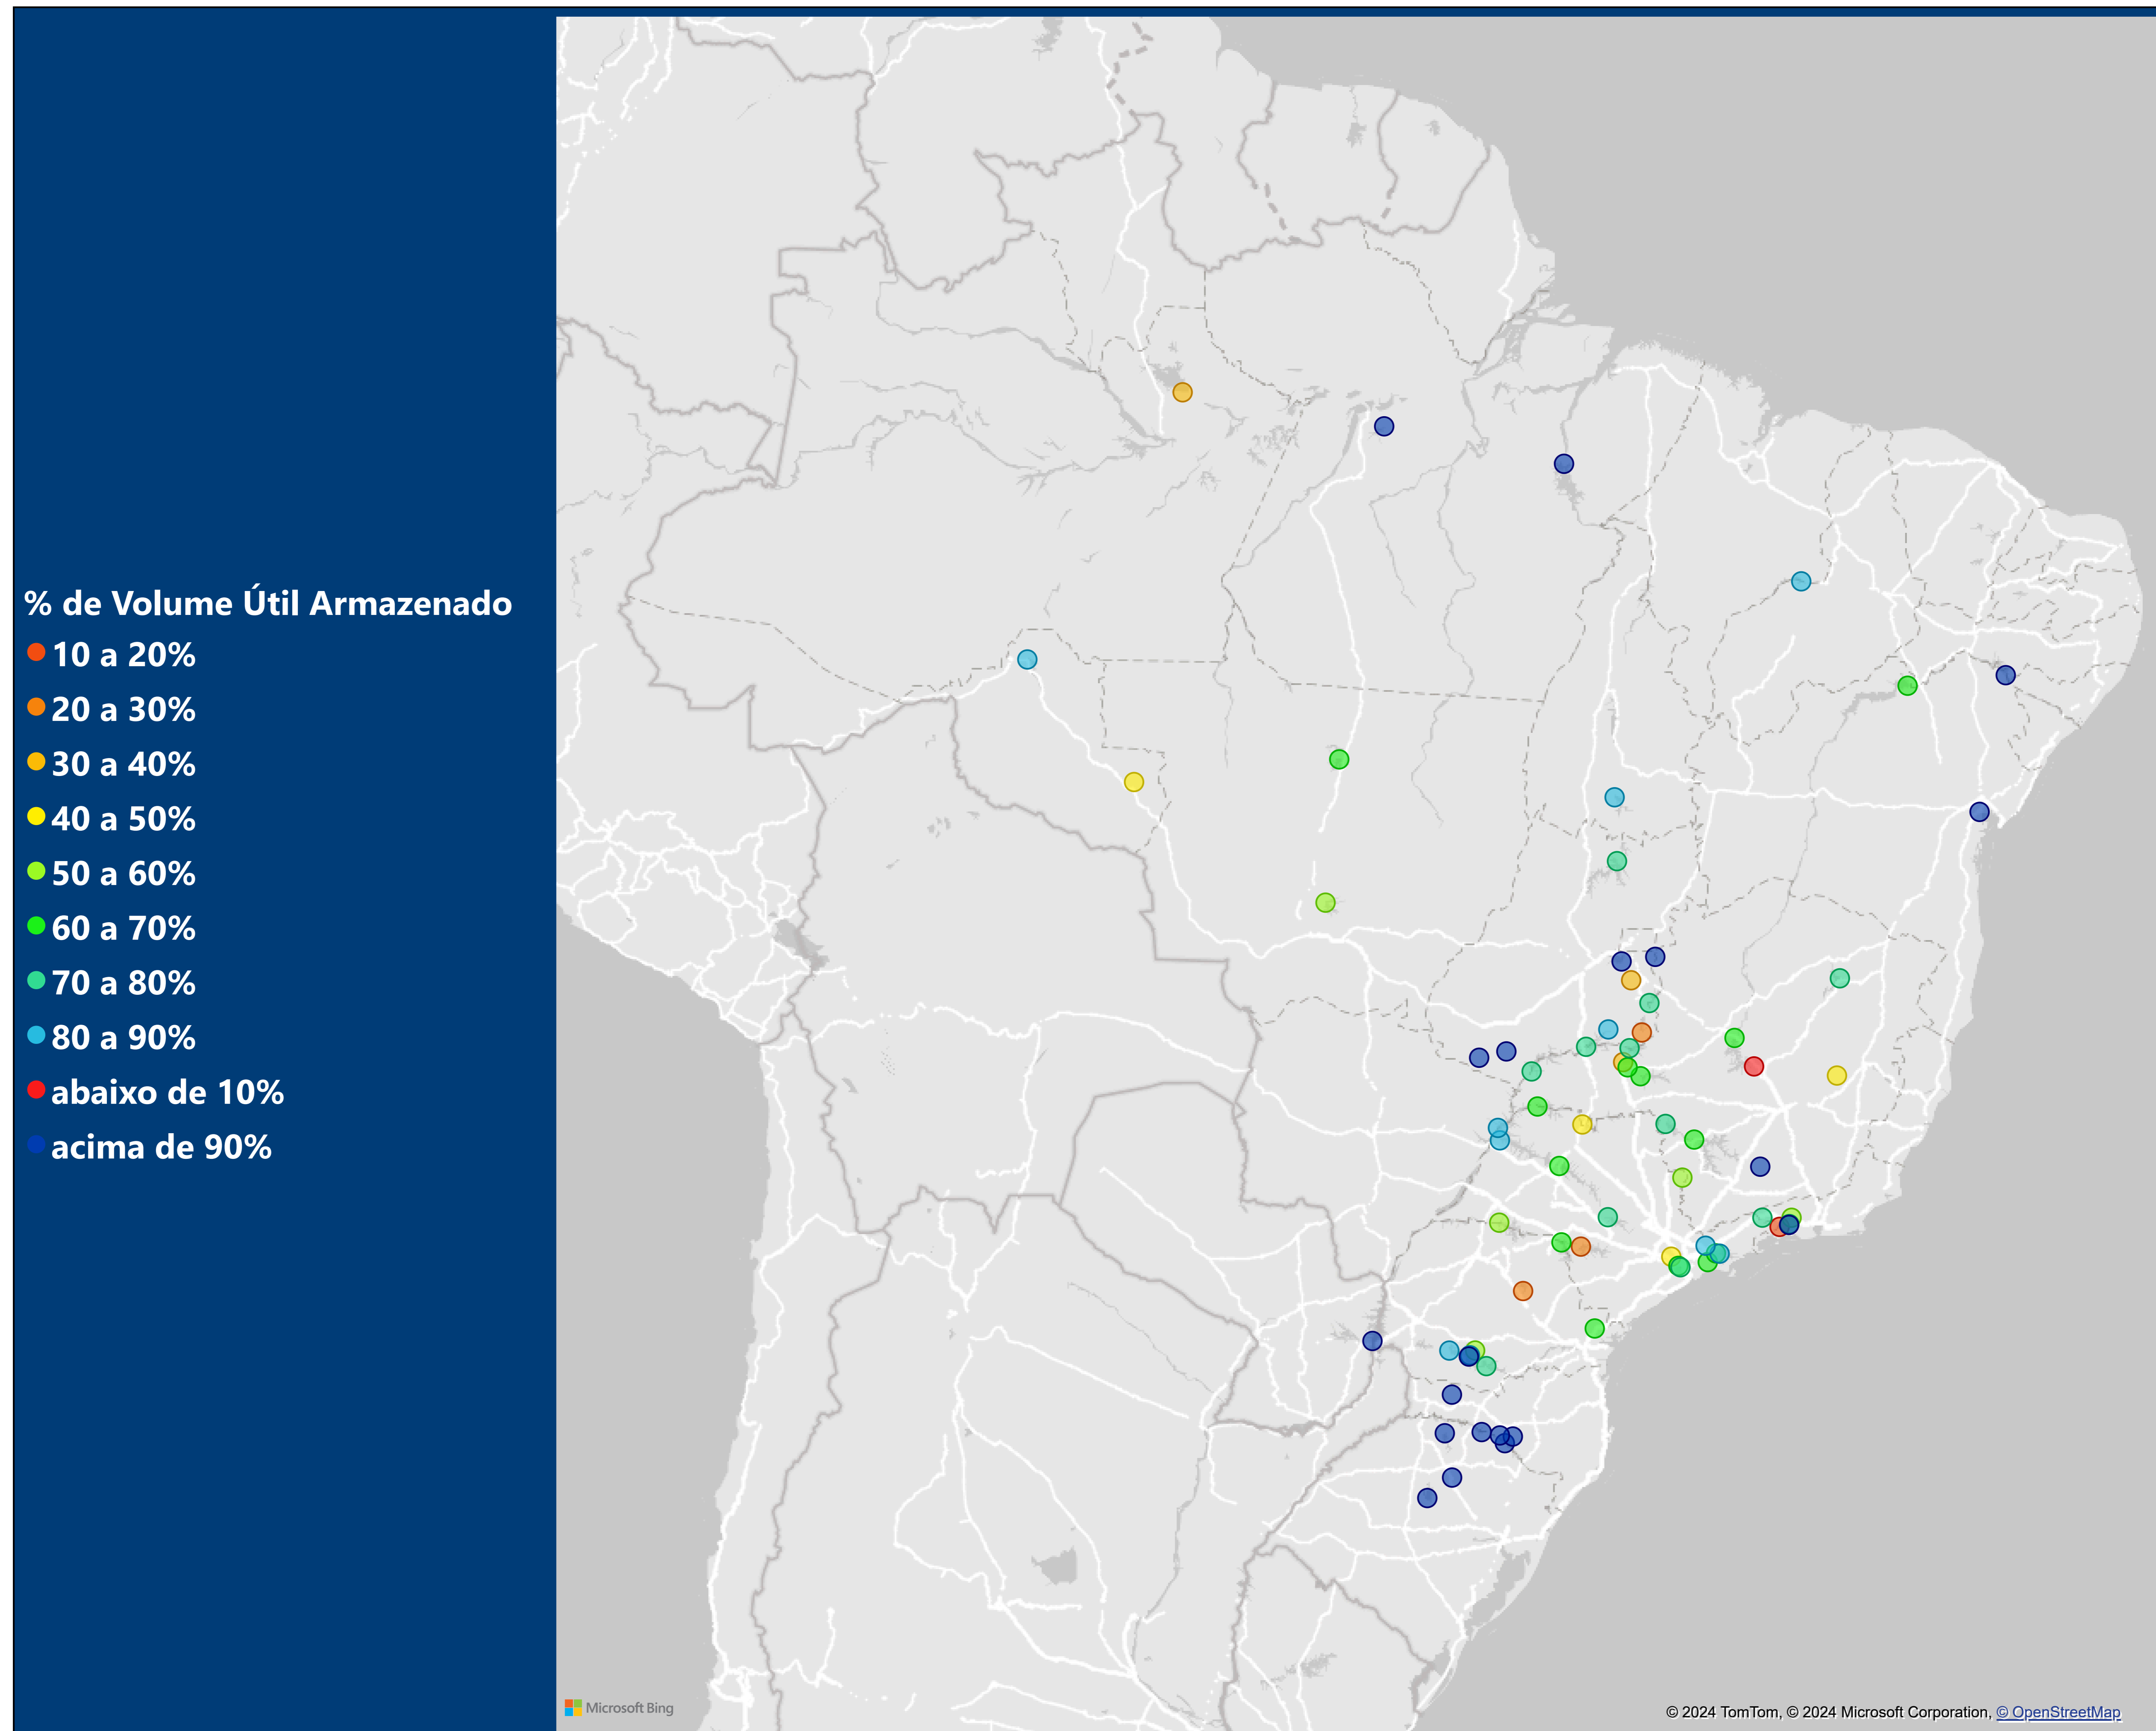 % de Volume Útil Armazenado
10 a 20%
20 a 30%
30 a 40%
40 a 50%
50 a 60%
60 a 70%
70 a 80%
80 a 90%
abaixo de 10%
acima de 90%
Microsoft Bing
© 2024 TomTom, © 2024 Microsoft Corporation, © OpenStreetMap